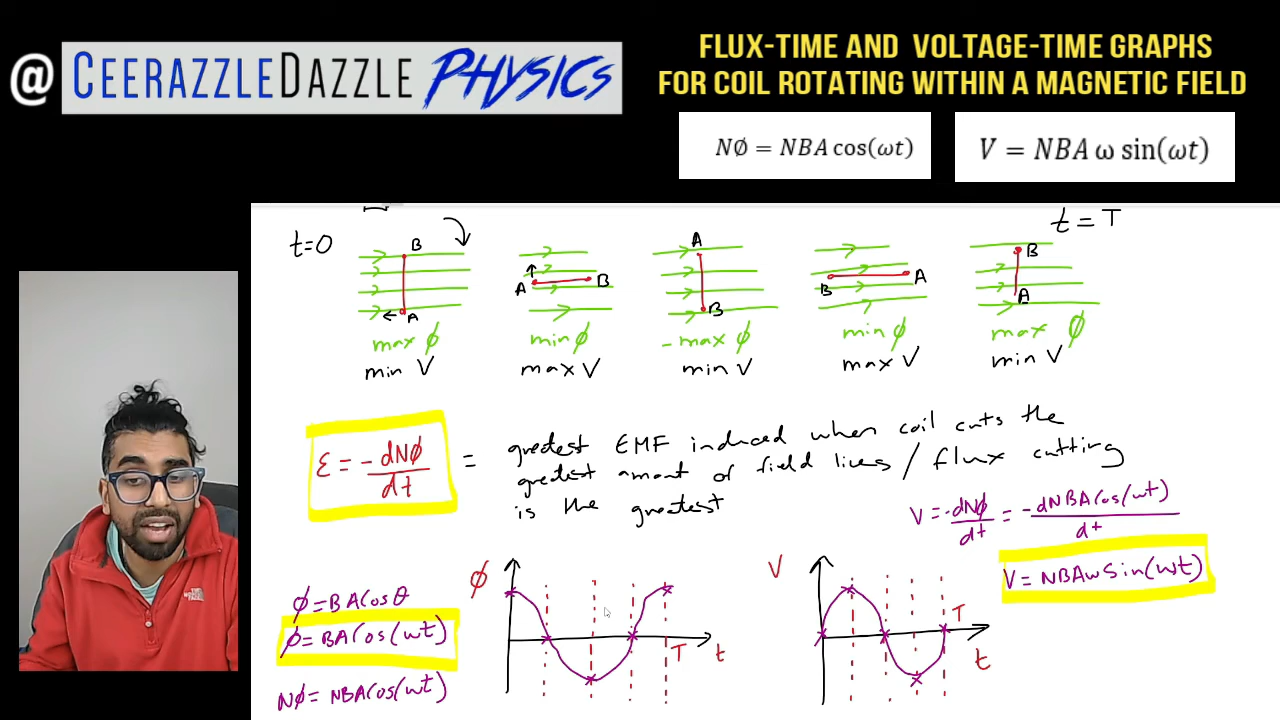 @ CEERAZZLEDAZZLE PHYSICS
FLUX-TIME AND VOLTAGE-TIME GRAPHS
FOR COIL ROTATING WITHIN A MAGNETIC FIELD
NØ = NBA cos(ωt)
V = NBA ω sin(ωt)
t=0
t = T
B
A
A
B
A
B
B
A
B
A
max ϕ
min ϕ
- max ϕ
min ϕ
max ϕ
min V
max V
min V
max V
min V
ε = - dNϕ/dt = greatest EMF induced when coil cuts the
greatest amount of field lines / flux cutting
is the greatest
V = -dNϕ/dt = -dNBACos(ωt)/dt
V = NBAωSin(ωt)
ϕ=BACosθ
ϕ=BACos(ωt)
Nϕ=NBACos(ωt)
ϕ
T
t
V
T
t